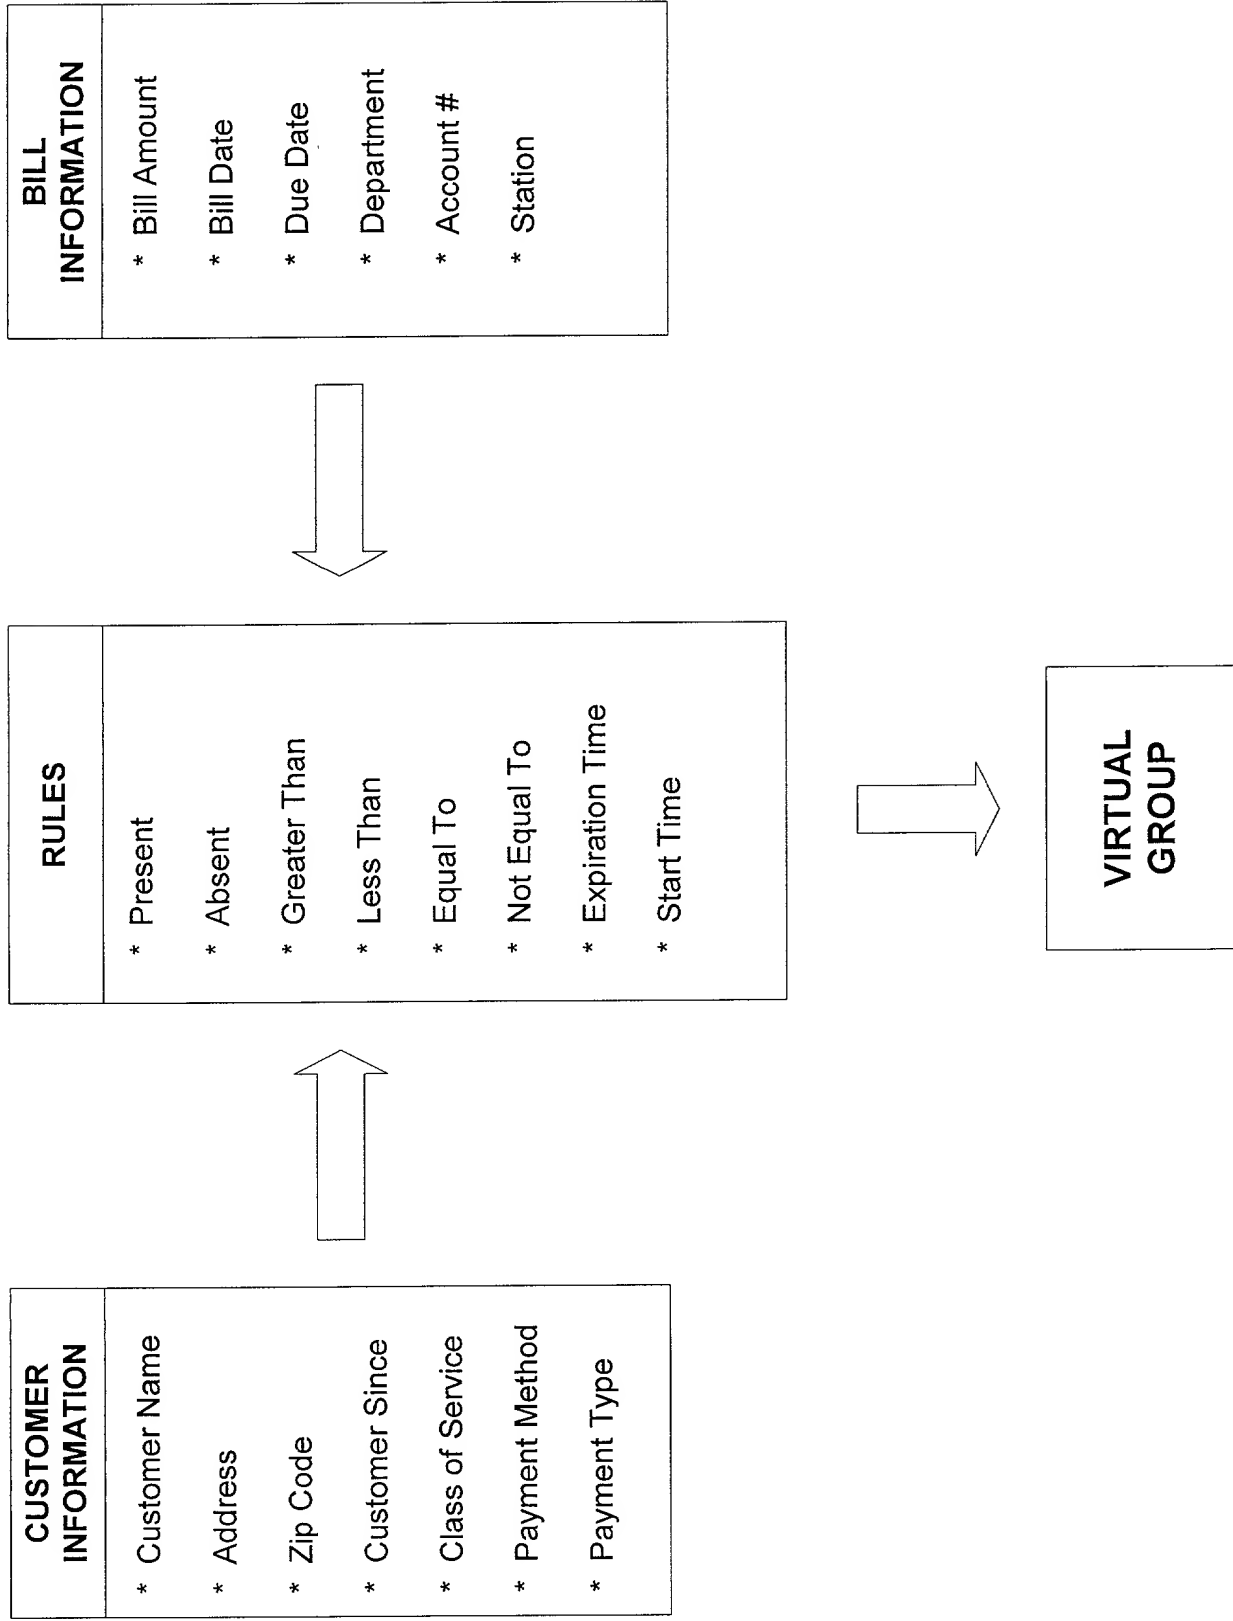 CUSTOMER
INFORMATION
* Customer Name
* Address
* Zip Code
* Customer Since
* Class of Service
* Payment Method
* Payment Type
RULES
* Present
* Absent
* Greater Than
* Less Than
* Equal To
* Not Equal To
* Expiration Time
* Start Time
BILL
INFORMATION
* Bill Amount
* Bill Date
* Due Date
* Department
* Account #
* Station
VIRTUAL
GROUP